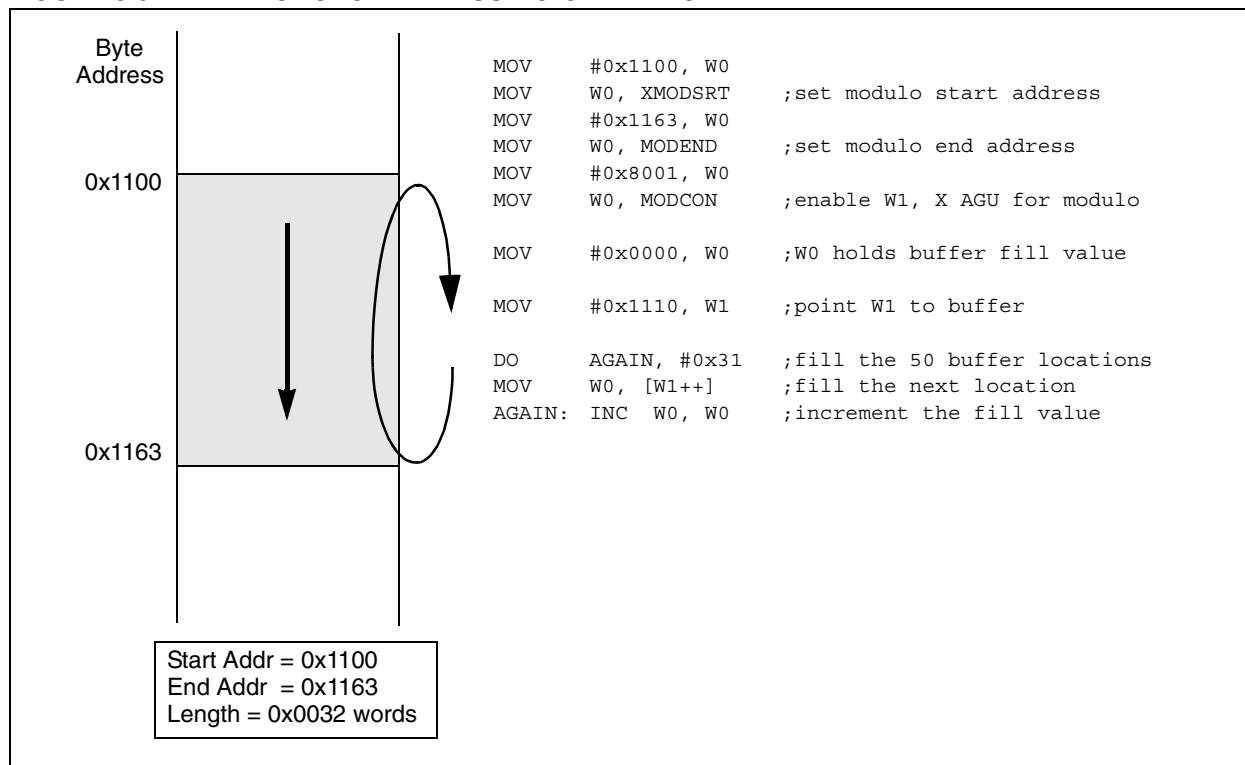 Byte
Address
0x1100
0x1163
MOV #0x1100, W0
MOV W0, XMODSRT ;set modulo start address
MOV #0x1163, W0
MOV W0, MODEND ;set modulo end address
MOV #0x8001, W0
MOV W0, MODCON ;enable W1, X AGU for modulo
MOV #0x0000, W0 ;W0 holds buffer fill value
MOV #0x1110, W1 ;point W1 to buffer
DO AGAIN, #0x31 ;fill the 50 buffer locations
MOV W0, [W1++] ;fill the next location
AGAIN: INC W0, W0 ;increment the fill value
Start Addr = 0x1100
End Addr = 0x1163
Length = 0x0032 words